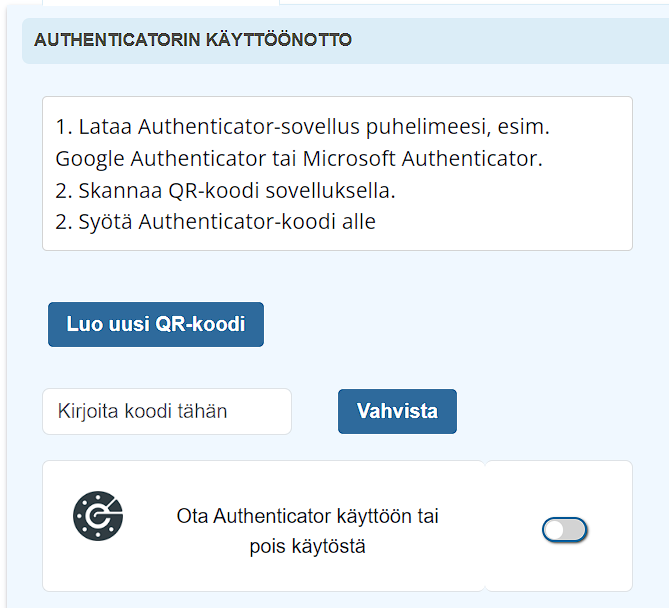 AUTHENTICATORIN KÄYTTÖÖNOTTO
1. Lataa Authenticator-sovellus puhelimeesi, esim.
Google Authenticator tai Microsoft Authenticator.
2. Skannaa QR-koodi sovelluksella.
2. Syötä Authenticator-koodi alle
Luo uusi QR-koodi
Kirjoita koodi tähän
Vahvista
Ota Authenticator käyttöön tai
pois käytöstä